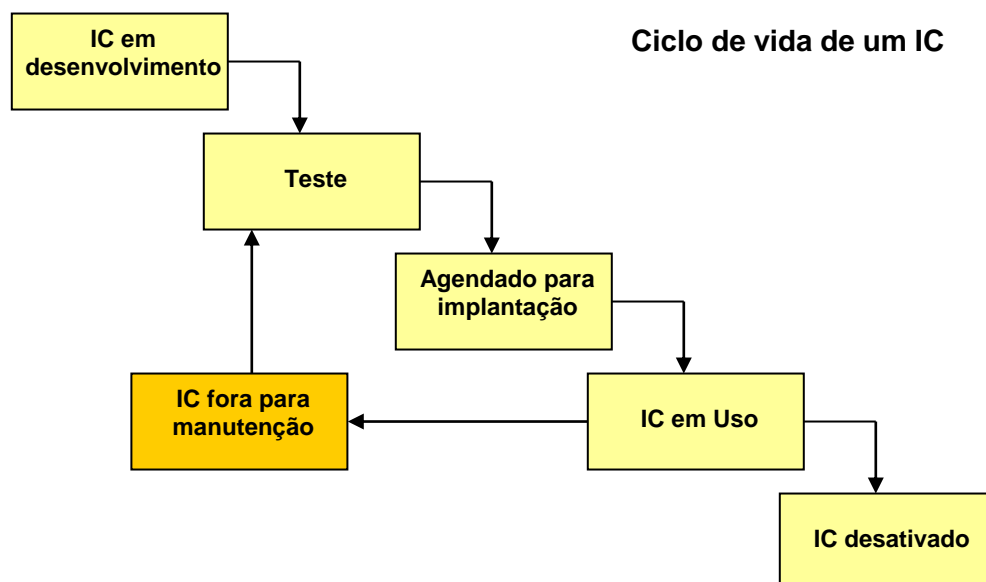 Ciclo de vida de um IC
IC em
desenvolvimento
Teste
Agendado para
implantação
IC fora para
manutenção
IC em Uso
IC desativado